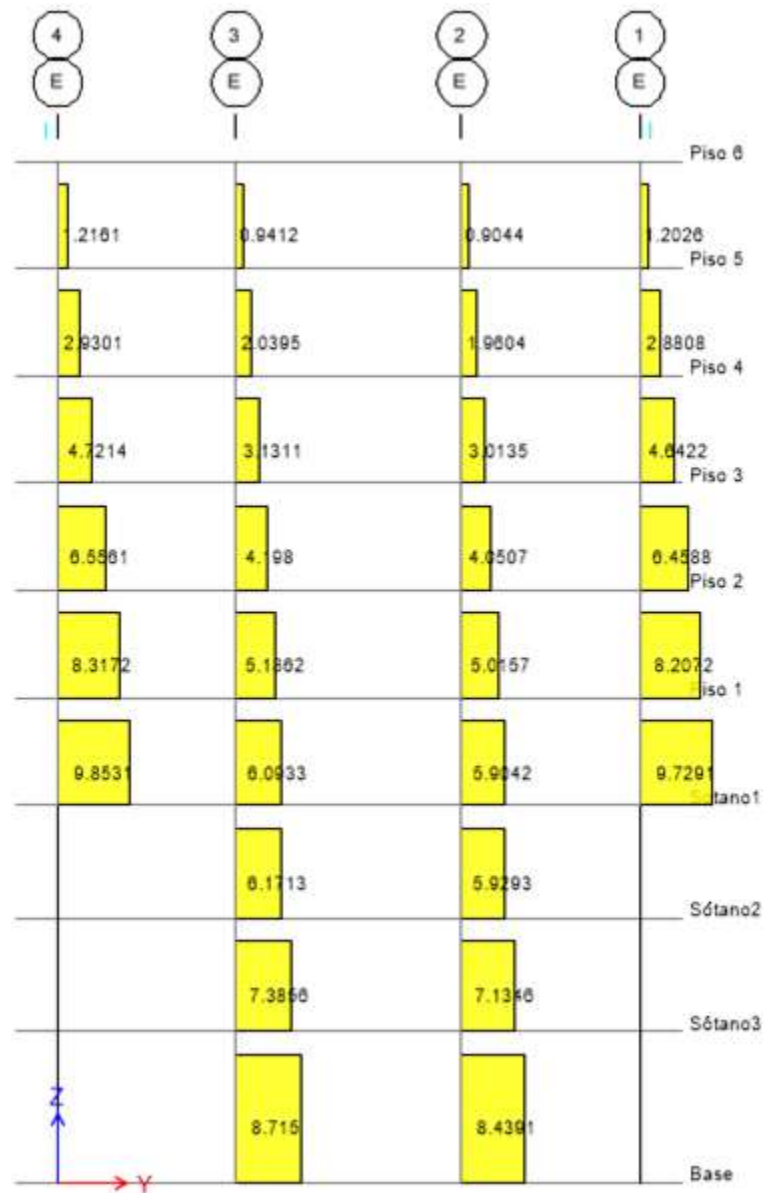 4 3 2 1
E E E E
Piso 6
1.2161 0.9412 0.9044 1.2026
Piso 5
2.9301 2.0395 1.9604 2.8808
Piso 4
4.7214 3.1311 3.0135 4.6422
Piso 3
6.5561 4.198 4.0507 6.4588
Piso 2
8.3172 5.1862 5.0157 8.2072
Piso 1
9.8531 6.0933 5.9042 9.7291
Sotano1
6.1713 5.9293
Sótano2
7.3856 7.1346
Sótano3
Z
8.715 8.4391
Y
Base